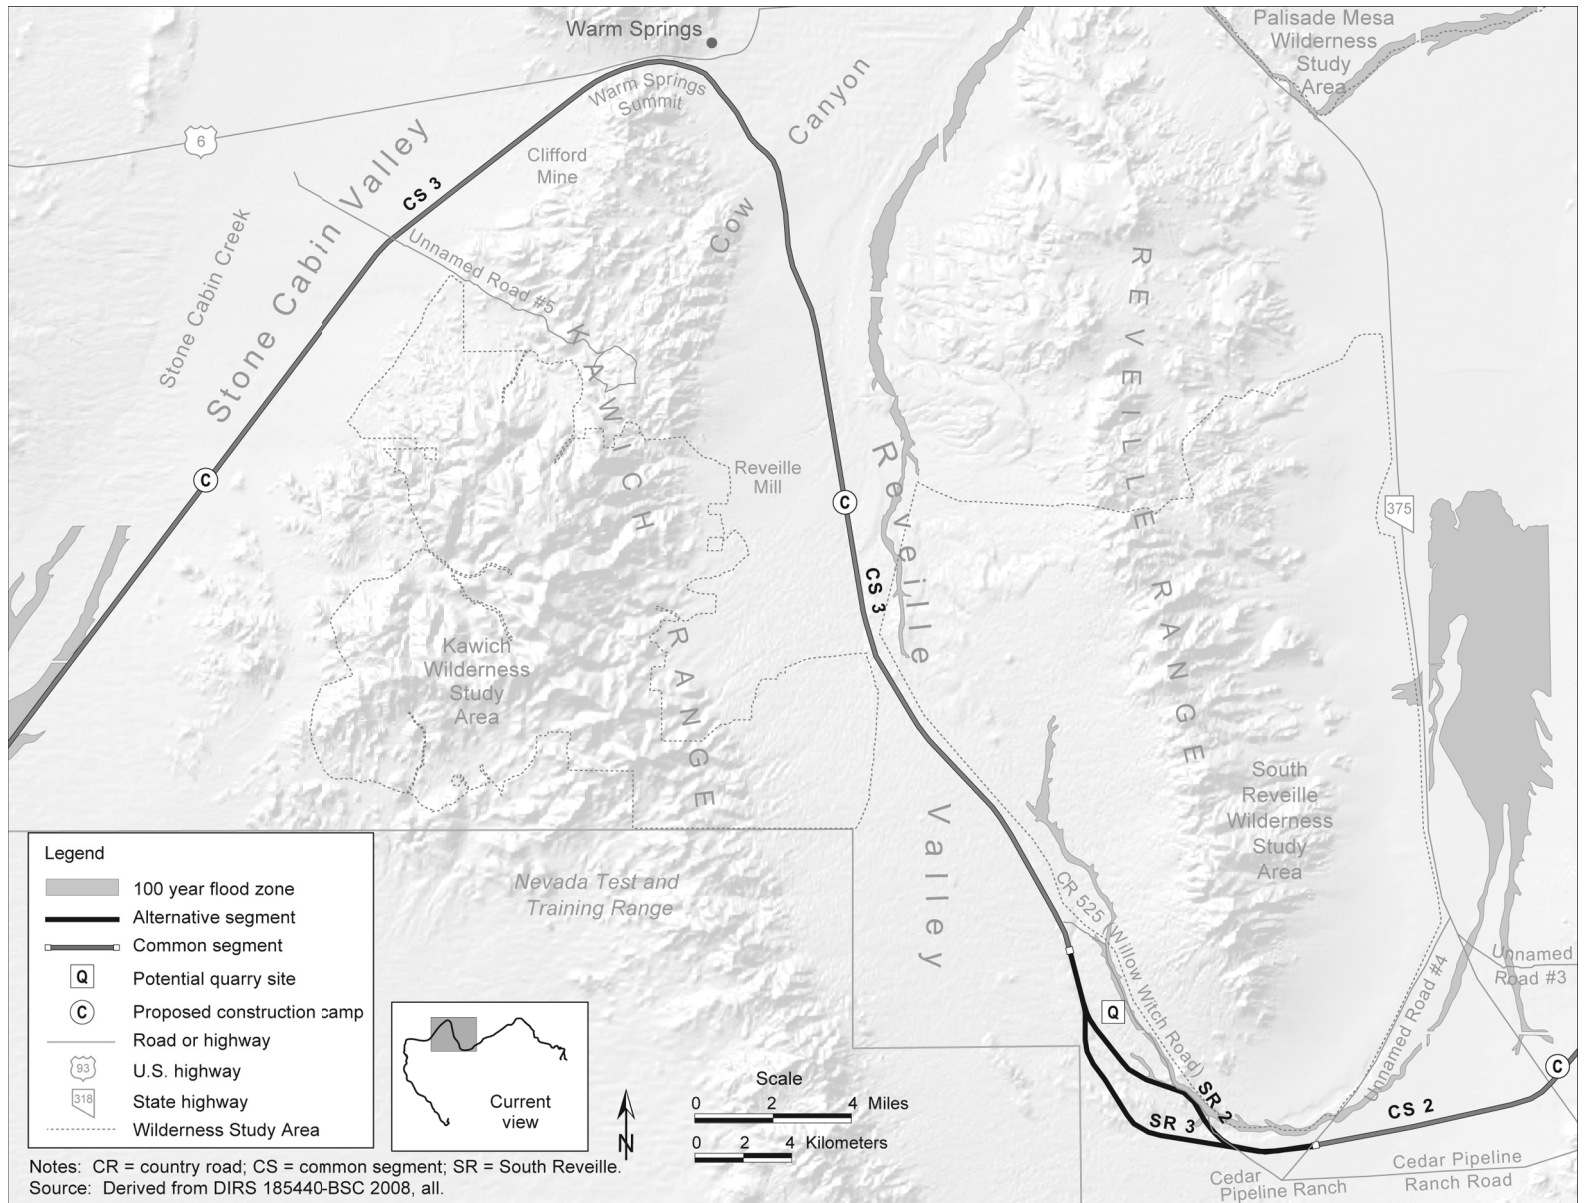 Warm Springs
Palisade Mesa
Wilderness
Study
Area
Warm Springs
Summit
Canyon
6
Clifford
Mine
CS 3
Stone Cabin Valley
Stone Cabin Creek
Unnamed Road #5
Cow
REVEILLE RANGE
KAWICH RANGE
Reveille
Mill
C
C
Reveille Valley
375
CS 3
Kawich
Wilderness
Study
Area
South
Reveille
Wilderness
Study
Area
Nevada Test and
Training Range
CR 525 (Willow Witch Road)
Unnamed
Road #3
Unnamed Road #4
Q
C
SR 2
SR 3
CS 2
Cedar
Pipeline Ranch
Cedar Pipeline
Ranch Road
Legend
100 year flood zone
Alternative segment
Common segment
Q Potential quarry site
C Proposed construction camp
Road or highway
93 U.S. highway
318 State highway
Wilderness Study Area
Current
view
N
Scale
0 2 4 Miles
0 2 4 Kilometers
Notes: CR = country road; CS = common segment; SR = South Reveille.
Source: Derived from DIRS 185440-BSC 2008, all.